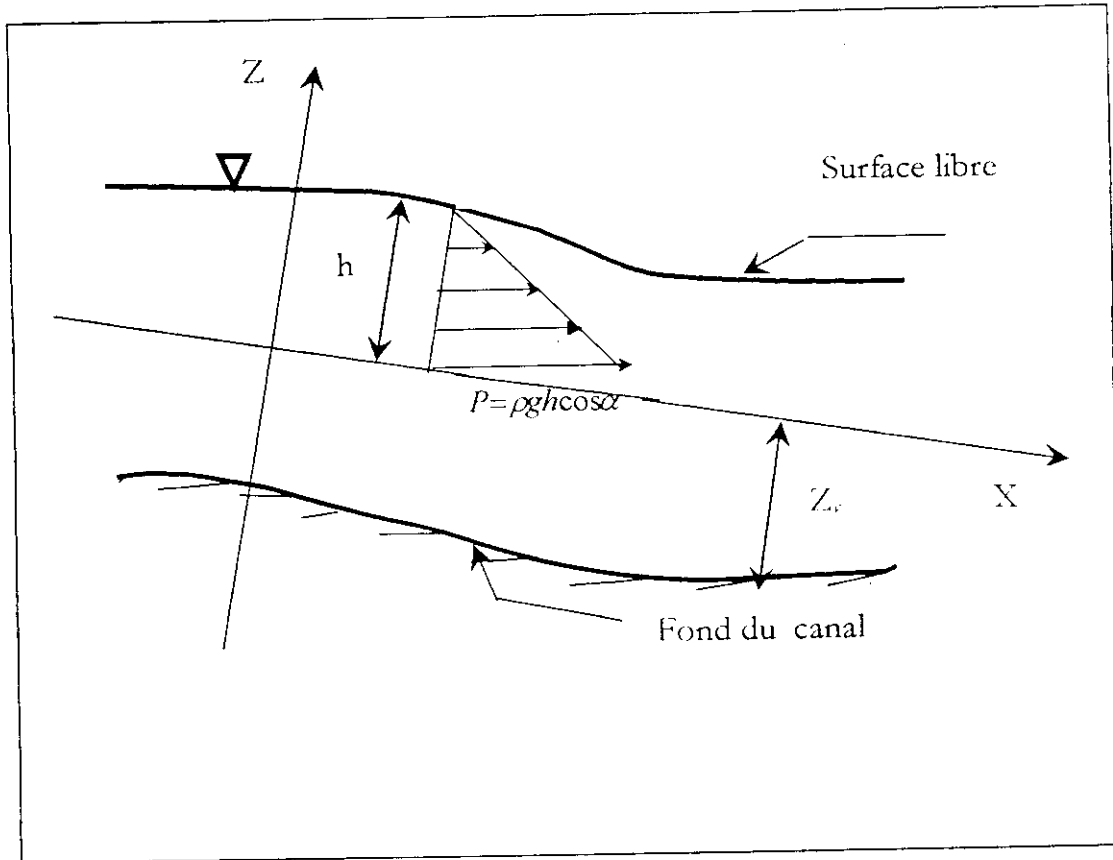 Z
Surface libre
h
P=ρghcosα
X
Fond du canal